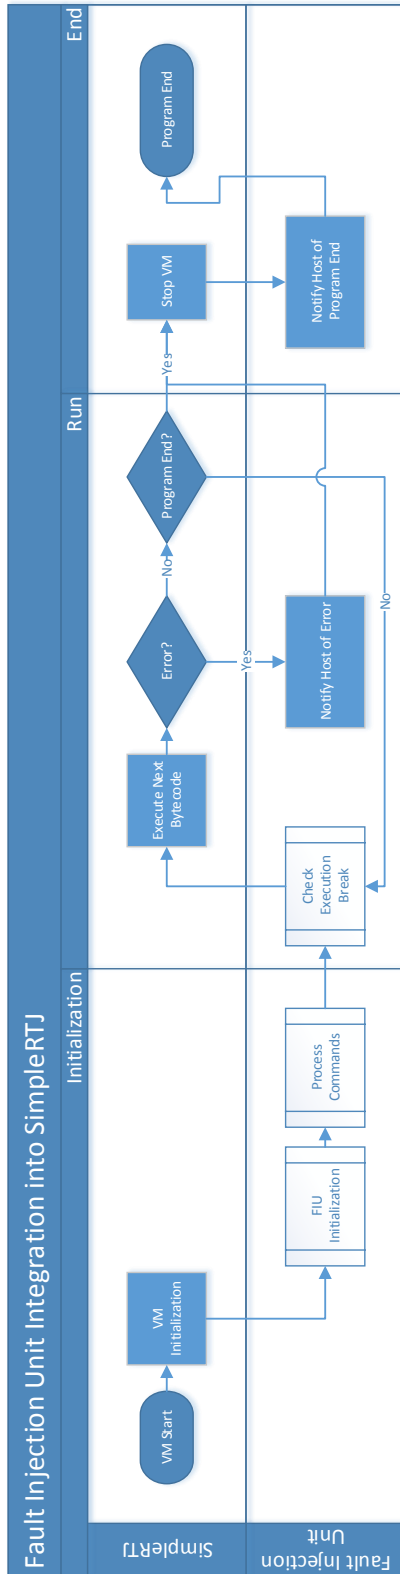 Fault Injection Unit Integration into SimpleRTJ
Initialization
Run
End
SimpleRTJ
VM Start
VM
Initialization
Execute Next
Bytecode
Error?
No
Program End?
Yes
Stop VM
Program End
Fault Injection
Unit
FIU
Initialization
Process
Commands
Check
Execution
Break
Yes
Notify Host of Error
No
Notify Host of
Program End